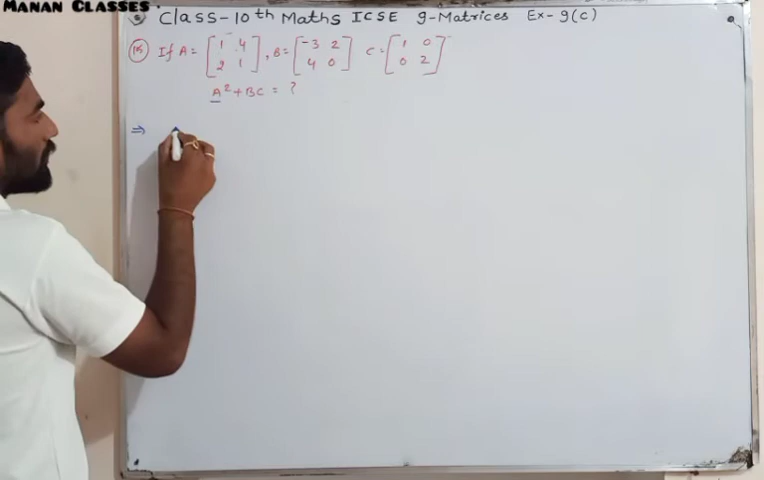 MANAN CLASSES
Class-10th Maths ICSE 9-Matrices Ex-9(c)
(15) If A = [1 4 , B = [-3 2 C = [1 0
2 1] 4 0] 0 2]
A² + BC = ?
⇒